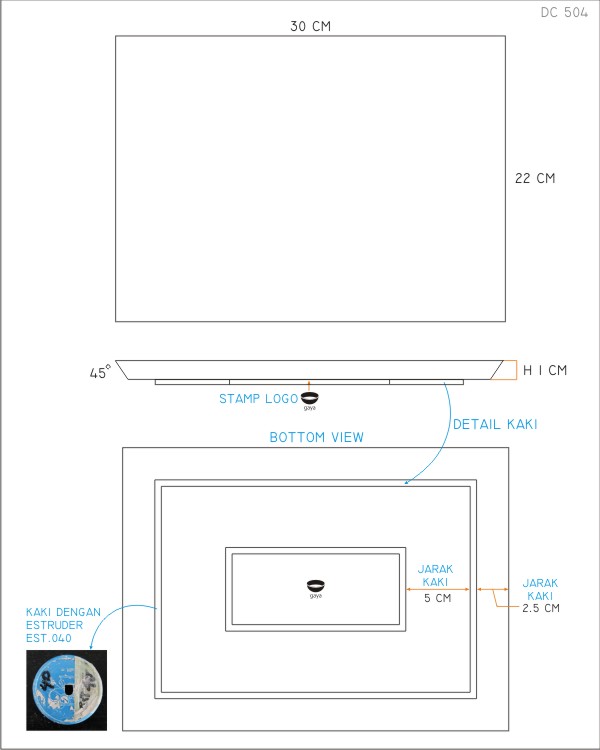 DC 504
30 CM
22 CM
45°
H 1 CM
STAMP LOGO
gaya
DETAIL KAKI
BOTTOM VIEW
gaya
JARAK
KAKI
5 CM
JARAK
KAKI
2.5 CM
KAKI DENGAN
ESTRUDER
EST.040